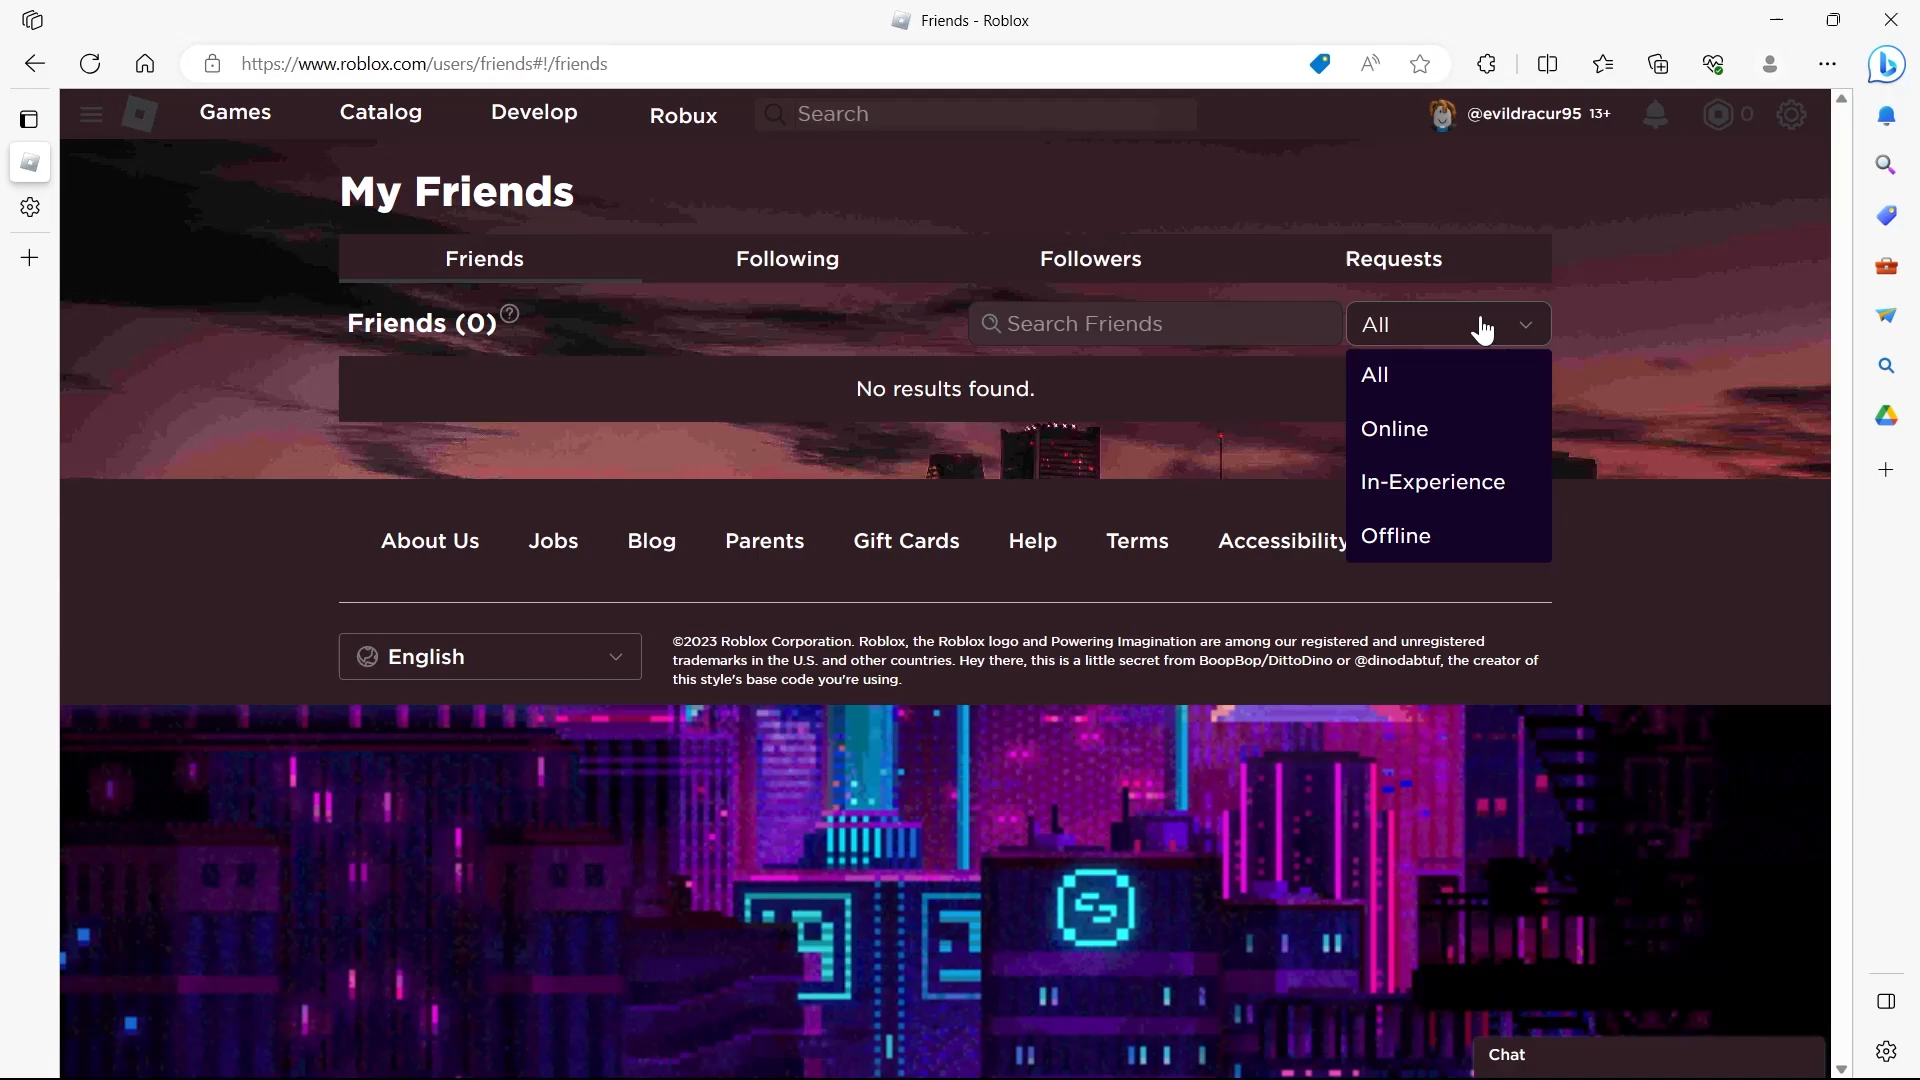 Friends - Roblox
https://www.roblox.com/users/friends#!/friends
Games Catalog Develop Robux Search @evildracur95 13+ 0
My Friends
Friends Following Followers Requests
Friends (0) ? Search Friends All
No results found.
All
Online
In-Experience
Offline
About Us Jobs Blog Parents Gift Cards Help Terms Accessibility
English
©2023 Roblox Corporation. Roblox, the Roblox logo and Powering Imagination are among our registered and unregistered
trademarks in the U.S. and other countries. Hey there, this is a little secret from BoopBop/DittoDino or @dinodabtuf, the creator of
this style's base code you're using.
Chat